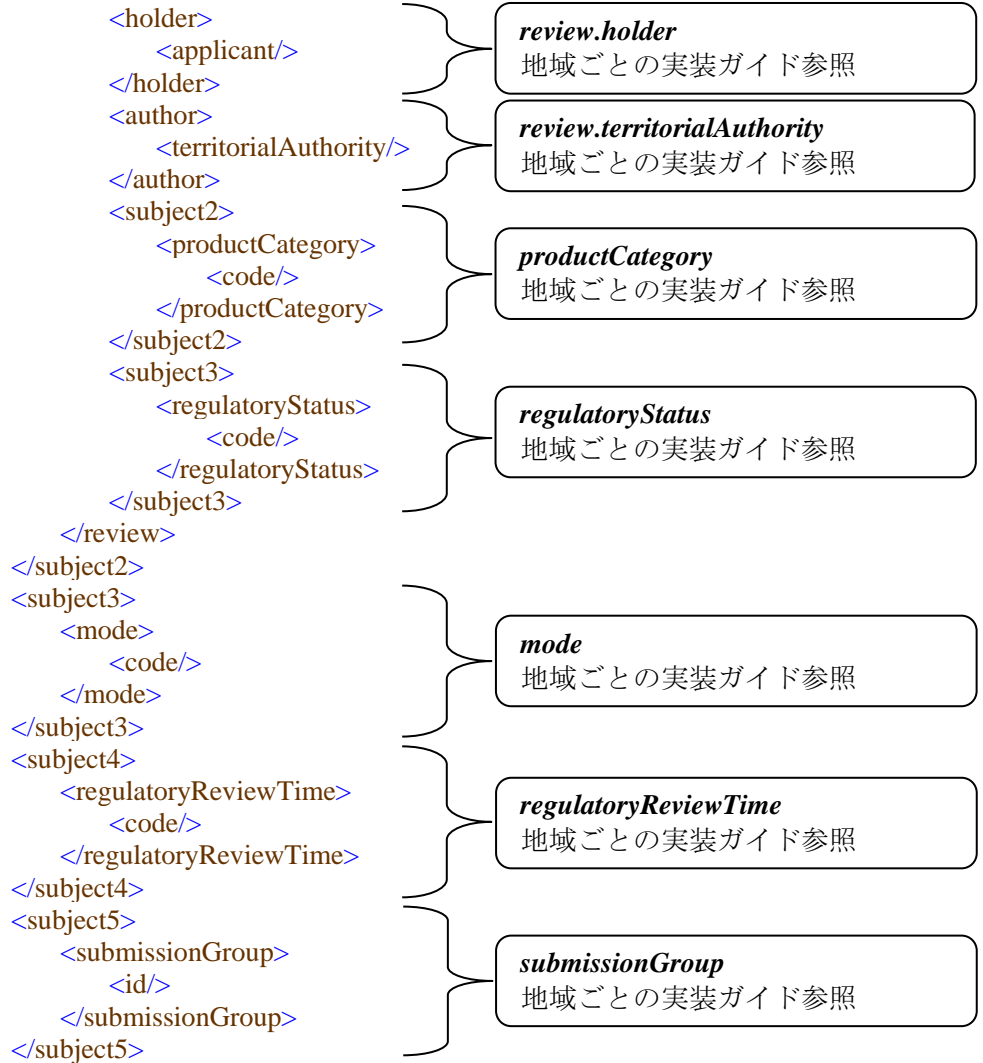 <holder>
<applicant/>
</holder>
review.holder
地域ごとの実装ガイド参照
<author>
<territorialAuthority/>
</author>
review.territorialAuthority
地域ごとの実装ガイド参照
<subject2>
<productCategory>
<code/>
</productCategory>
</subject2>
productCategory
地域ごとの実装ガイド参照
<subject3>
<regulatoryStatus>
<code/>
</regulatoryStatus>
</subject3>
regulatoryStatus
地域ごとの実装ガイド参照
</review>
</subject2>
<subject3>
<mode>
<code/>
</mode>
</subject3>
mode
地域ごとの実装ガイド参照
<subject4>
<regulatoryReviewTime>
<code/>
</regulatoryReviewTime>
</subject4>
regulatoryReviewTime
地域ごとの実装ガイド参照
<subject5>
<submissionGroup>
<id/>
</submissionGroup>
</subject5>
submissionGroup
地域ごとの実装ガイド参照